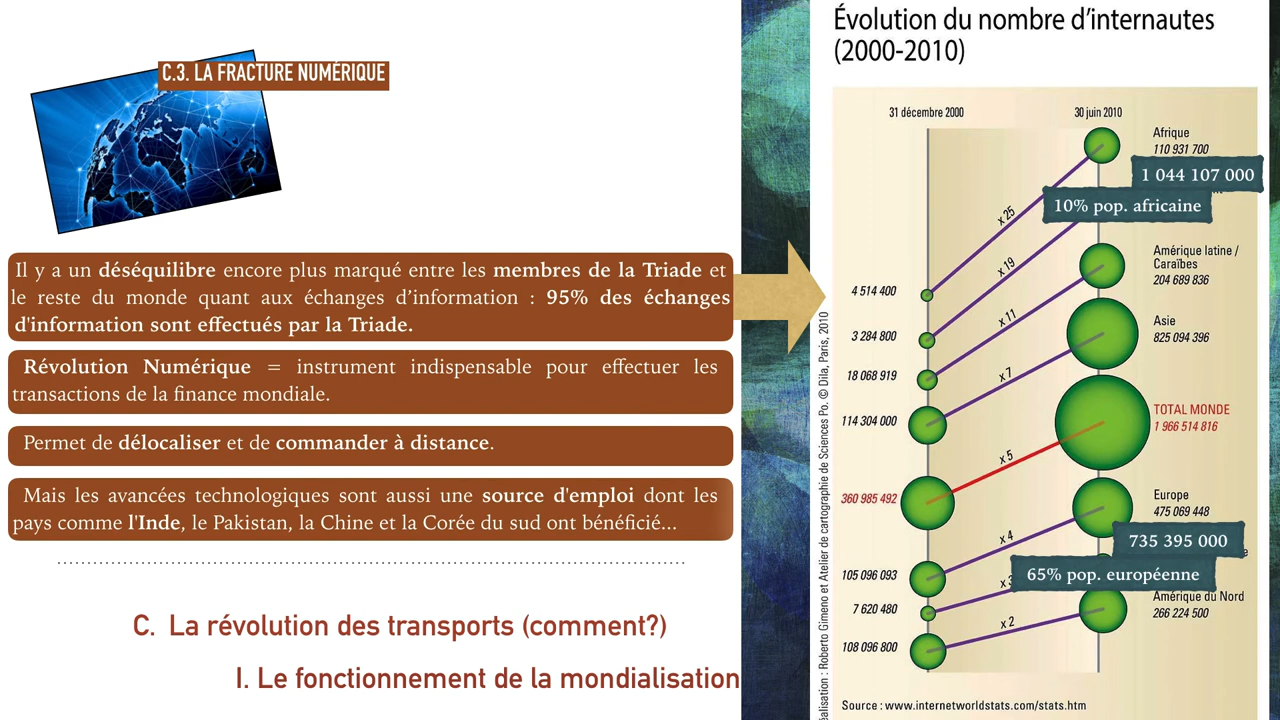 C.3. LA FRACTURE NUMÉRIQUE
Il y a un déséquilibre encore plus marqué entre les membres de la Triade et
le reste du monde quant aux échanges d'information : 95% des échanges
d'information sont effectués par la Triade.
Révolution Numérique = instrument indispensable pour effectuer les
transactions de la finance mondiale.
Permet de délocaliser et de commander à distance.
Mais les avancées technologiques sont aussi une source d'emploi dont les
pays comme l'Inde, le Pakistan, la Chine et la Corée du sud ont bénéficié...
C. La révolution des transports (comment?)
I. Le fonctionnement de la mondialisation
Évolution du nombre d'internautes
(2000-2010)
31 décembre 2000
30 juin 2010
Afrique
110 931 700
1 044 107 000
10% pop. africaine
x 25
x 19
4 514 400
Amérique latine /
Caraïbes
204 689 836
x 11
3 284 800
Asie
825 094 396
18 068 919
x 7
114 304 000
TOTAL MONDE
1 966 514 816
x 5
360 985 492
Europe
475 069 448
735 395 000
x 4
65% pop. européenne
105 096 093
Amérique du Nord
266 224 500
7 620 480
x 2
108 096 800
Réalisation : Roberto Gimeno et Atelier de cartographie de Sciences Po. © Dila, Paris, 2010
Source : www.internetworldstats.com/stats.htm